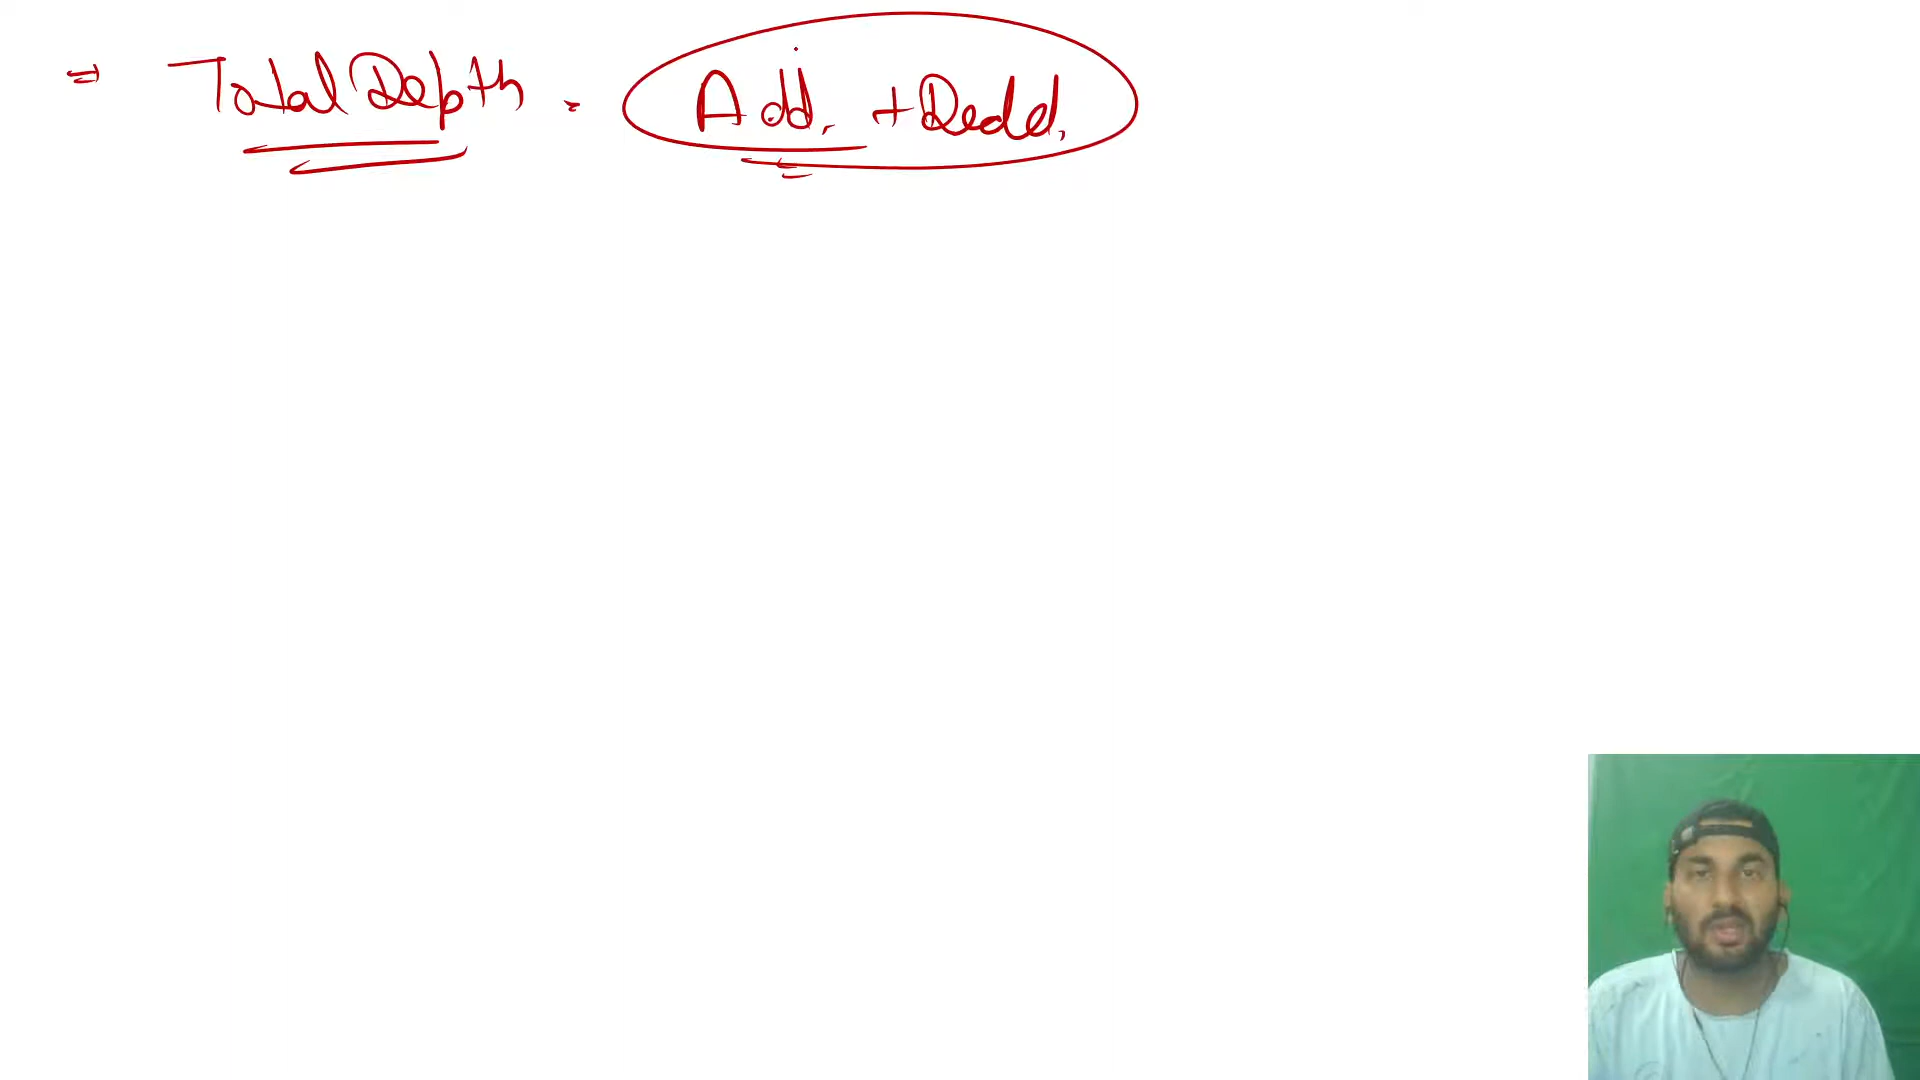 ⇒ Total Depth = Add. + Dedd.